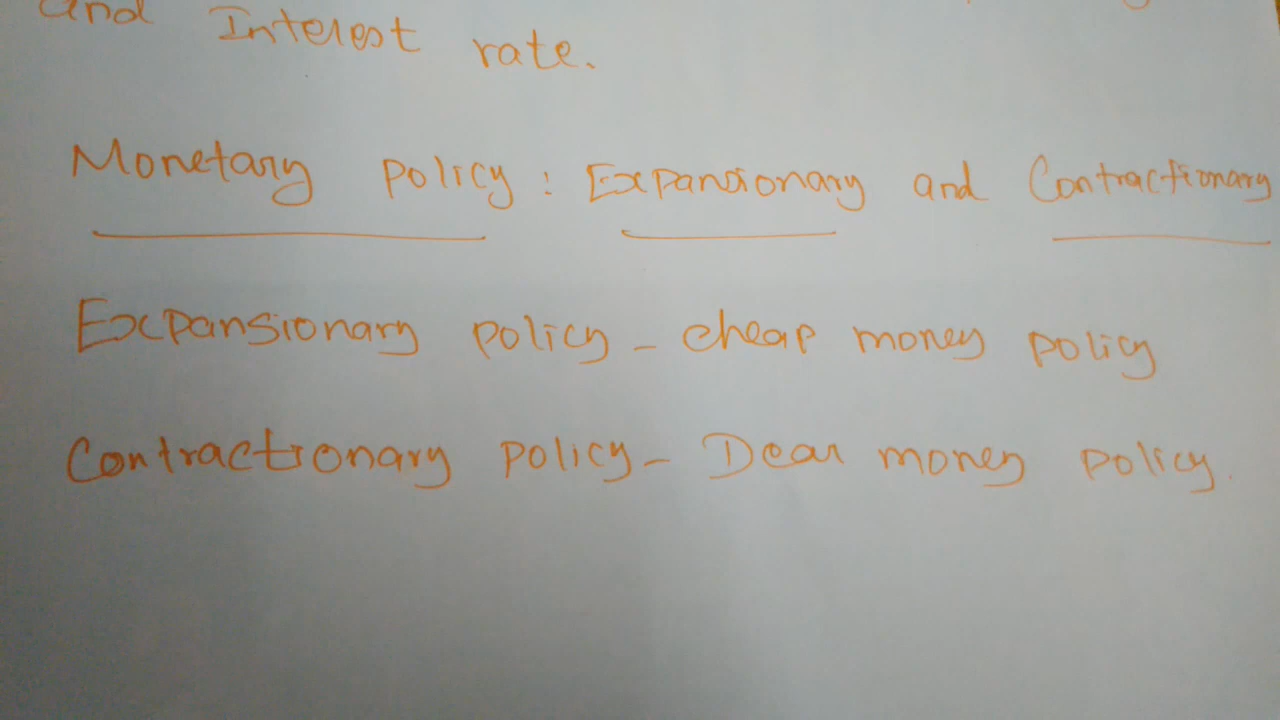 and Interest rate.
Monetary policy : Expansionary and Contractionary
Expansionary policy - cheap money policy
Contractionary policy - Dear money policy.